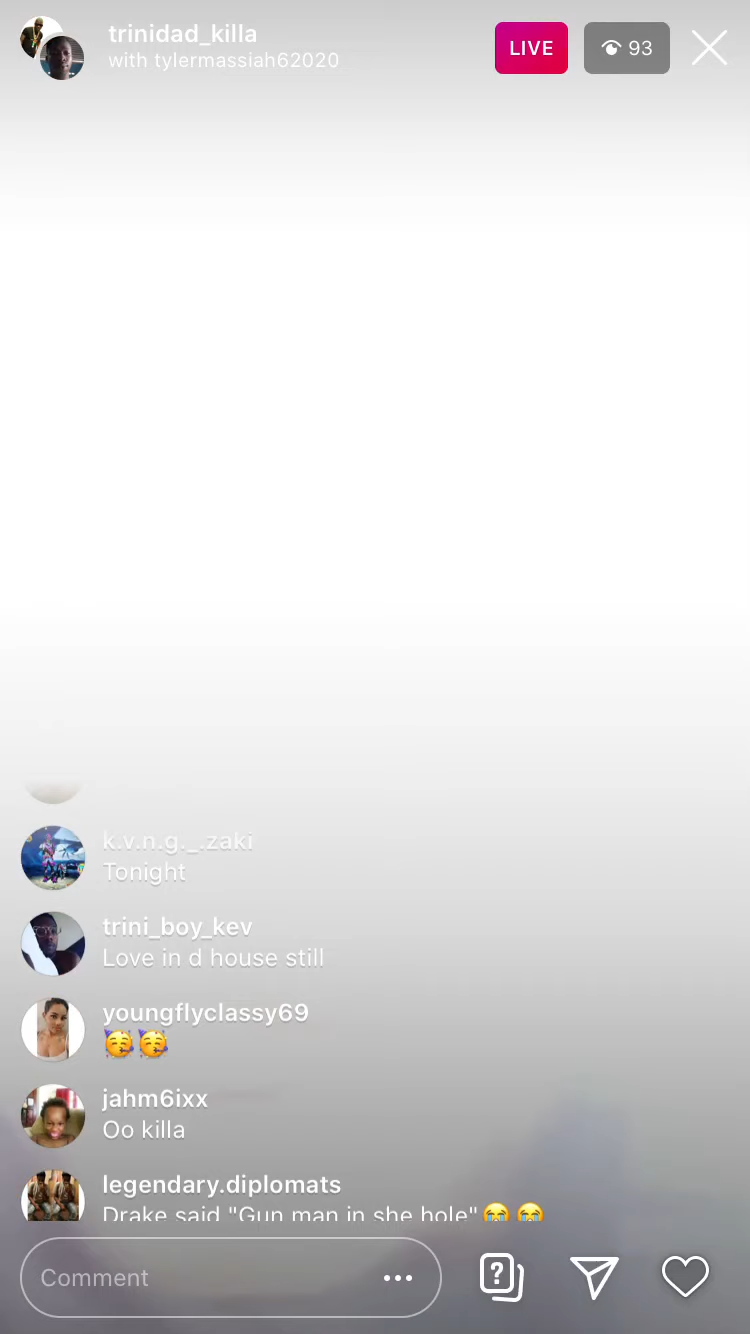 trinidad_killa
with tylermassiah62020
LIVE
93
k.v.n.g._.zaki
Tonight
trini_boy_kev
Love in d house still
youngflyclassy69
🥳🥳
jahm6ixx
Oo killa
legendary.diplomats
Drake said "Gun man in she hole"😭😭
Comment